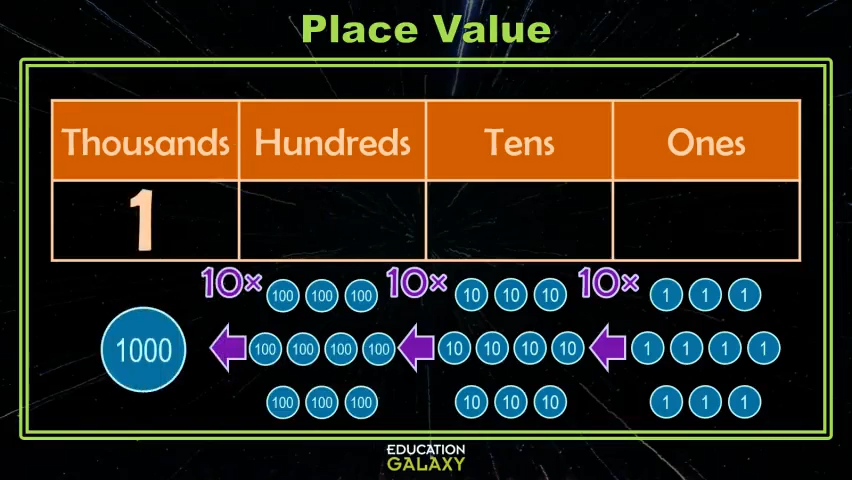 Place Value
Thousands Hundreds Tens Ones
1
10× 10× 10×
100 100 100 10 10 10 1 1 1
1000 100 100 100 100 10 10 10 10 1 1 1 1
100 100 100 10 10 10 1 1 1
EDUCATION
GALAXY